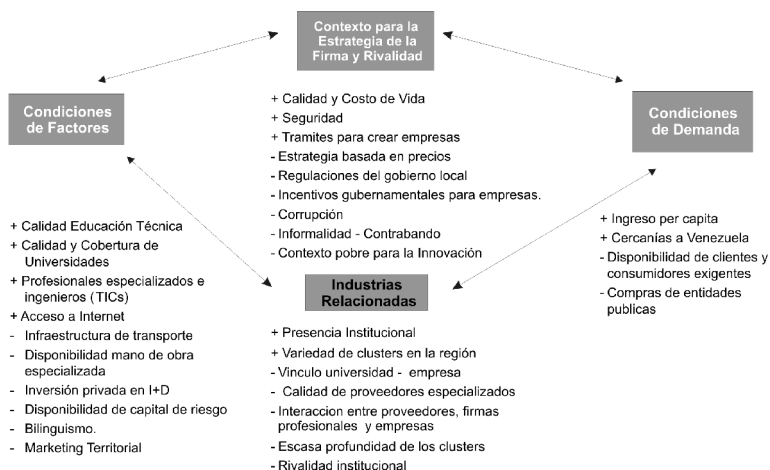 Contexto para la
Estrategia de la
Firma y Rivalidad
Condiciones
de Factores
Condiciones
de Demanda
+ Calidad y Costo de Vida
+ Seguridad
+ Tramites para crear empresas
- Estrategia basada en precios
- Regulaciones del gobierno local
- Incentivos gubernamentales para empresas.
- Corrupción
- Informalidad - Contrabando
- Contexto pobre para la Innovación
+ Calidad Educación Técnica
+ Calidad y Cobertura de
Universidades
+ Profesionales especializados e
ingenieros (TICs)
+ Acceso a Internet
- Infraestructura de transporte
- Disponibilidad mano de obra
especializada
- Inversión privada en I+D
- Disponibilidad de capital de riesgo
- Bilinguismo.
- Marketing Territorial
+ Ingreso per capita
+ Cercanías a Venezuela
- Disponibilidad de clientes y
consumidores exigentes
- Compras de entidades
publicas
Industrias
Relacionadas
+ Presencia Institucional
+ Variedad de clusters en la región
- Vinculo universidad - empresa
- Calidad de proveedores especializados
- Interaccion entre proveedores, firmas
profesionales y empresas
- Escasa profundidad de los clusters
- Rivalidad institucional